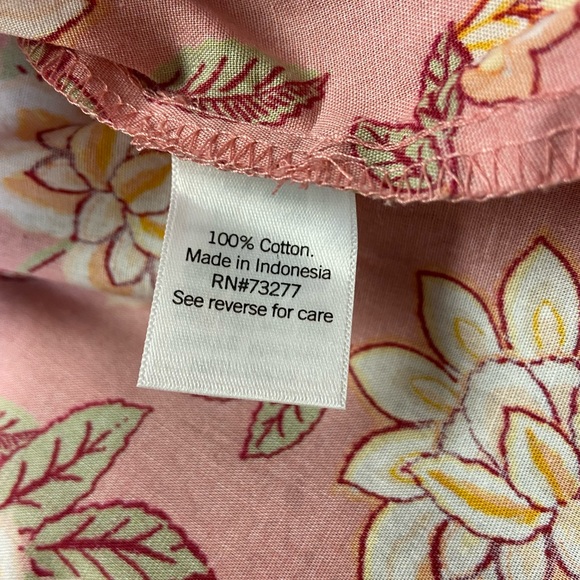 100% Cotton.
Made in Indonesia
RN#73277
See reverse for care